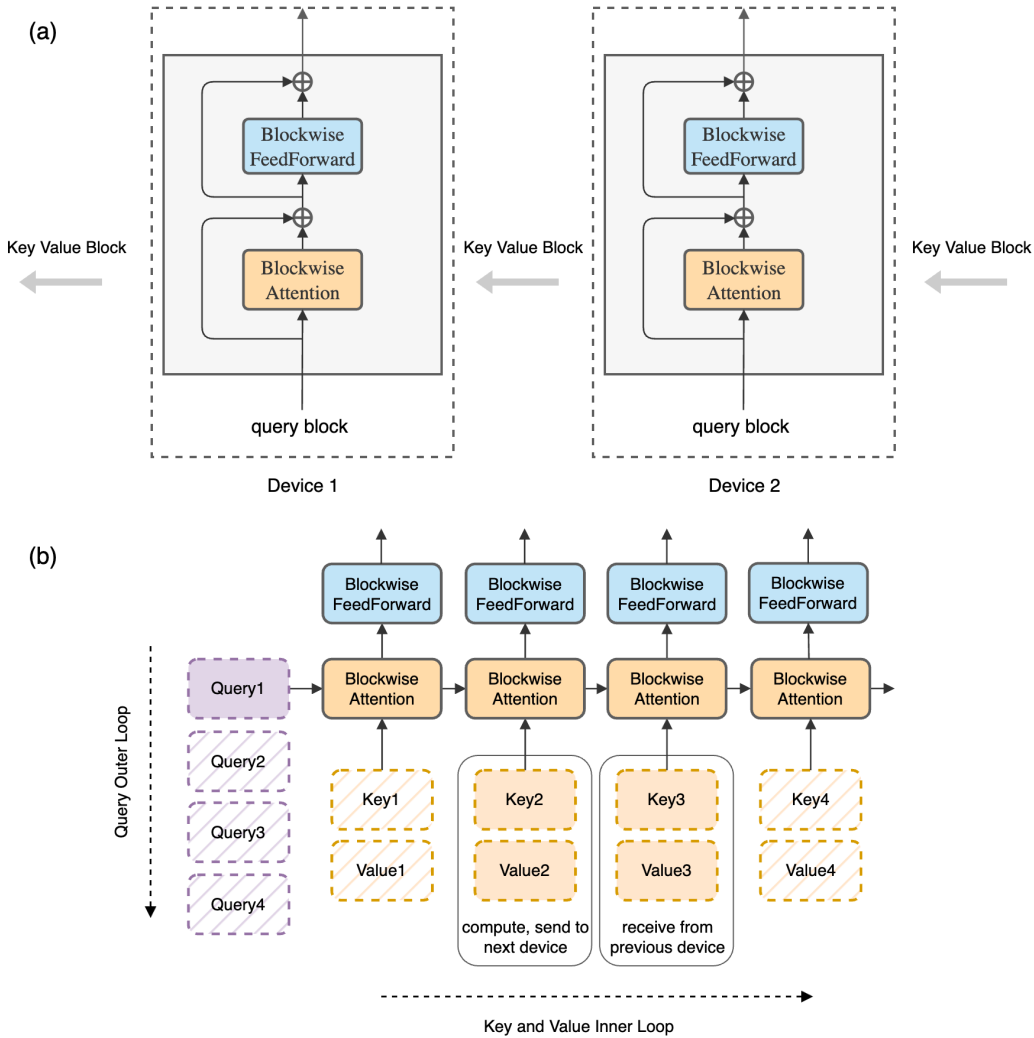 (a)
Blockwise
FeedForward
Blockwise
Attention
query block
Device 1
Key Value Block
Key Value Block
Blockwise
FeedForward
Blockwise
Attention
query block
Device 2
Key Value Block
(b)
Blockwise
FeedForward
Blockwise
FeedForward
Blockwise
FeedForward
Blockwise
FeedForward
Query Outer Loop
Query1
Query2
Query3
Query4
Blockwise
Attention
Blockwise
Attention
Blockwise
Attention
Blockwise
Attention
Key1
Value1
Key2
Value2
compute, send to
next device
Key3
Value3
receive from
previous device
Key4
Value4
Key and Value Inner Loop